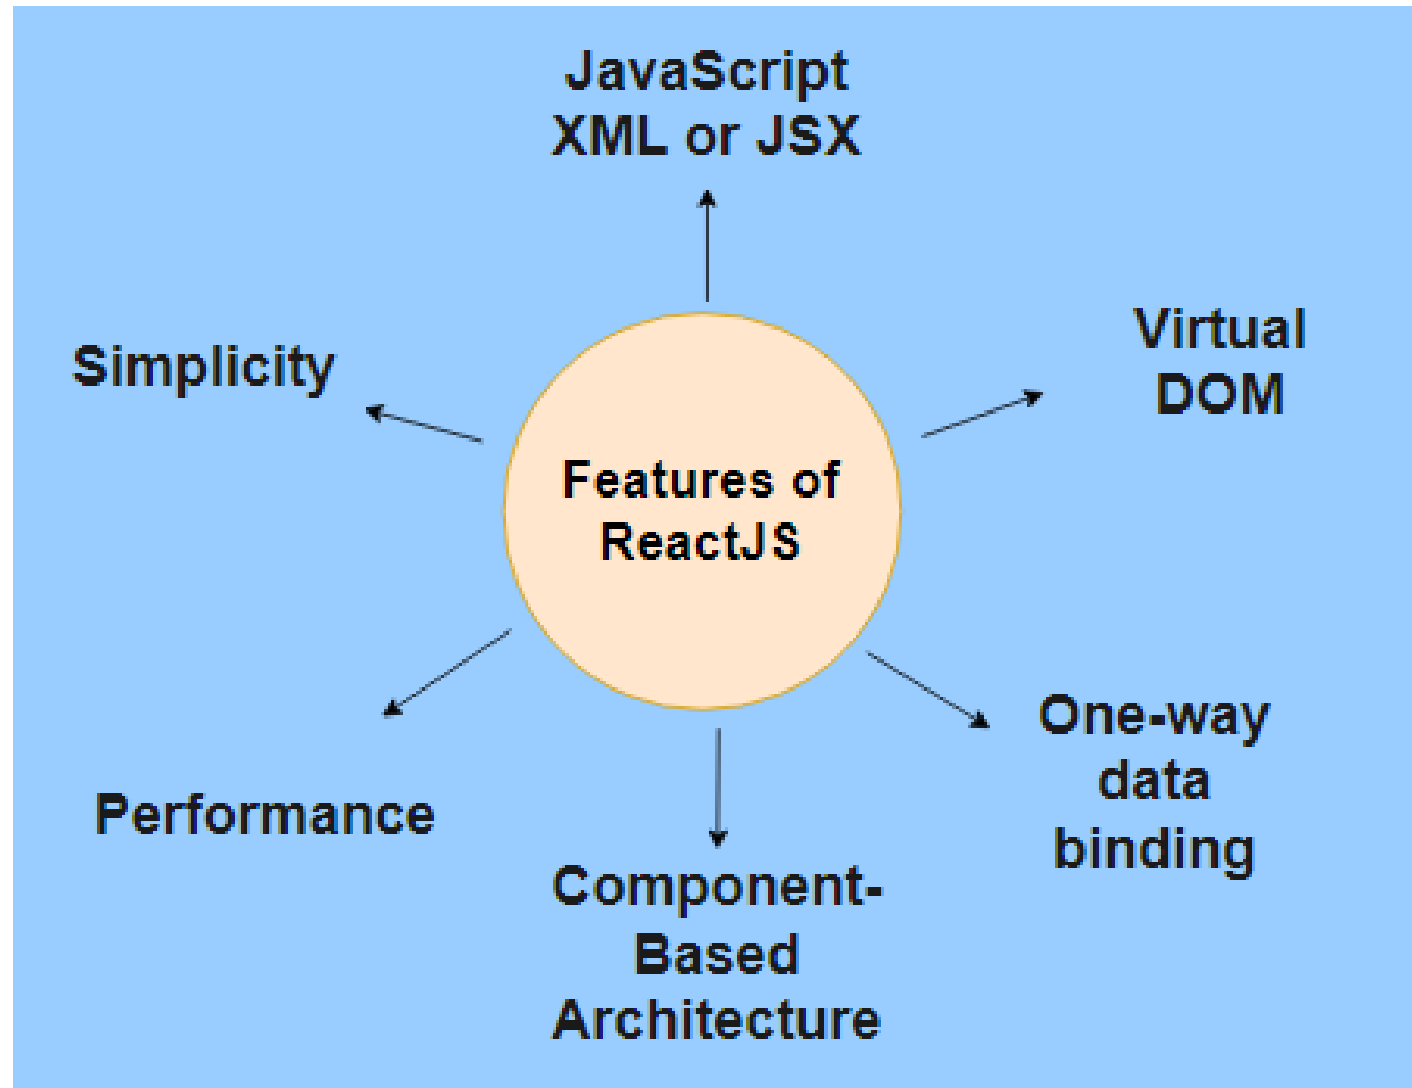 JavaScript
XML or JSX
Virtual
DOM
Simplicity
Features of
ReactJS
One-way
data
binding
Performance
Component-
Based
Architecture